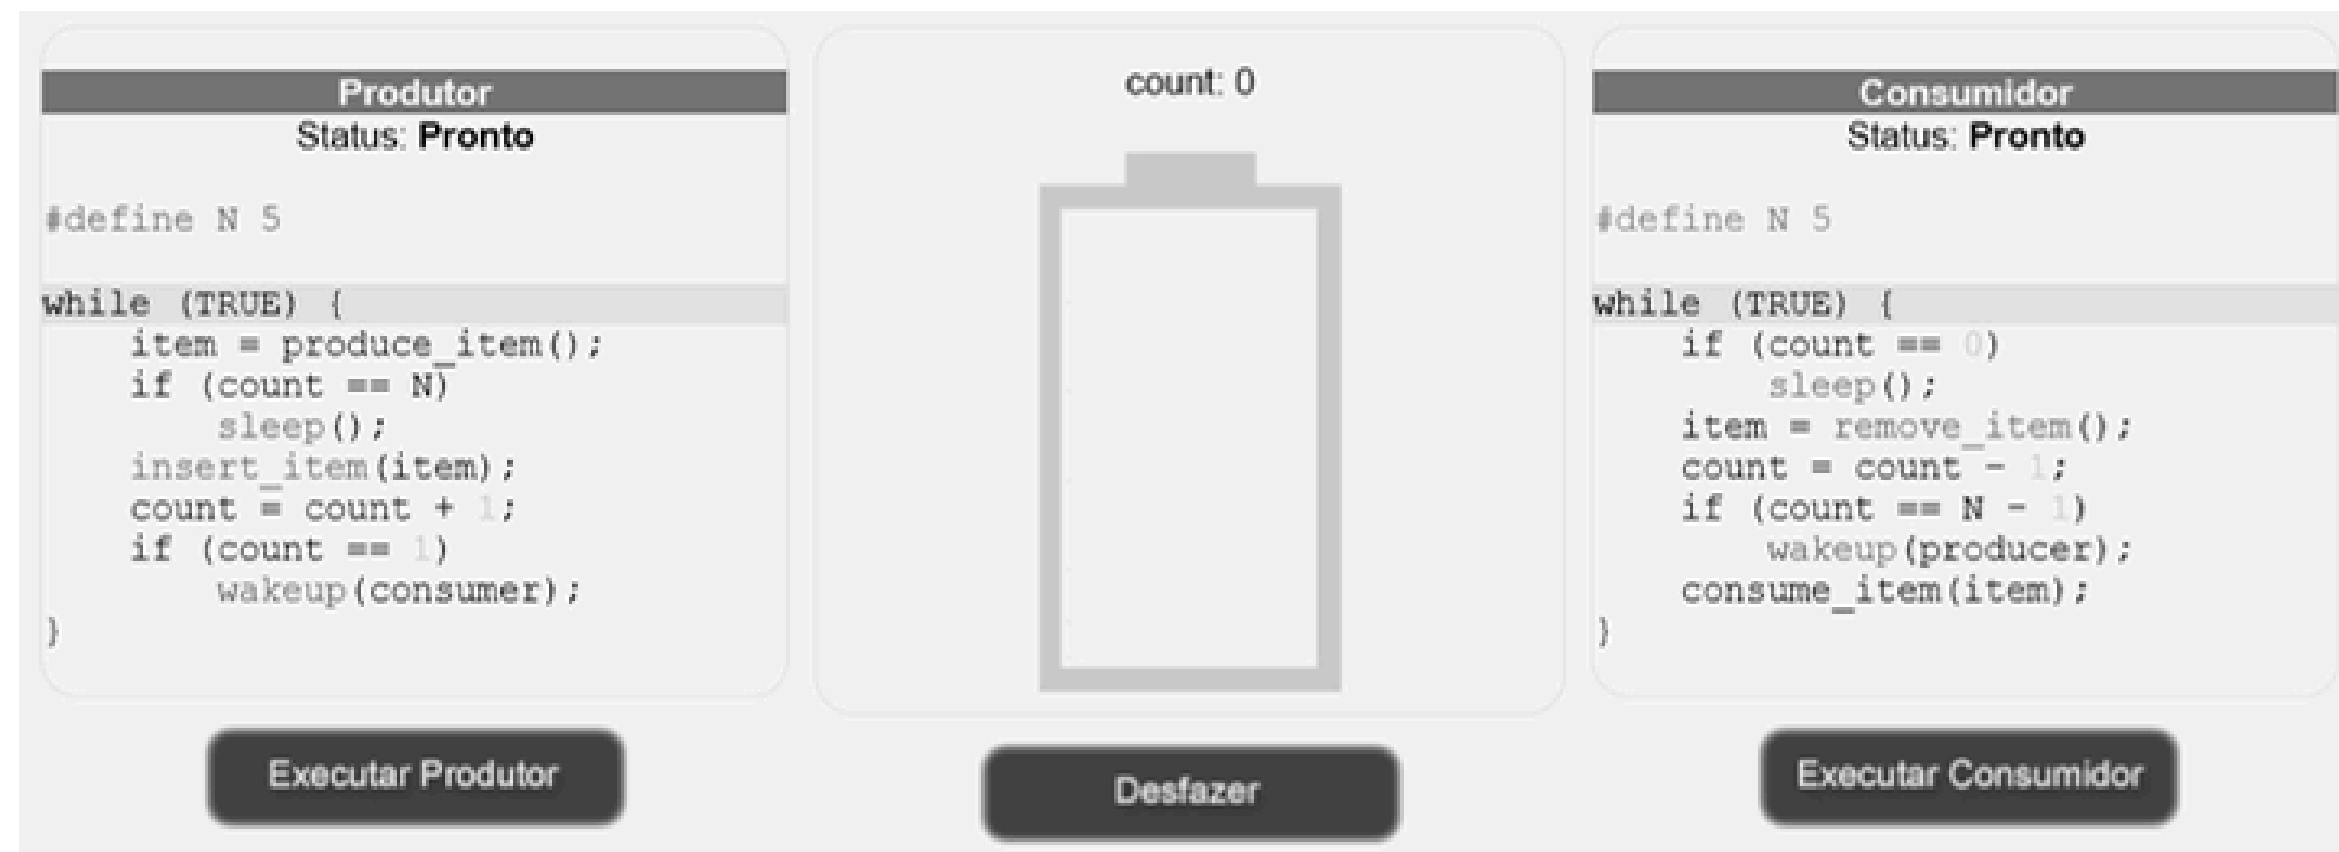 Produtor
Status: Pronto
#define N 5
while (TRUE) {
    item = produce_item();
    if (count == N)
        sleep();
    insert_item(item);
    count = count + 1;
    if (count == 1)
        wakeup(consumer);
}
Executar Produtor
count: 0
Desfazer
Consumidor
Status: Pronto
#define N 5
while (TRUE) {
    if (count == 0)
        sleep();
    item = remove_item();
    count = count - 1;
    if (count == N - 1)
        wakeup(producer);
    consume_item(item);
}
Executar Consumidor